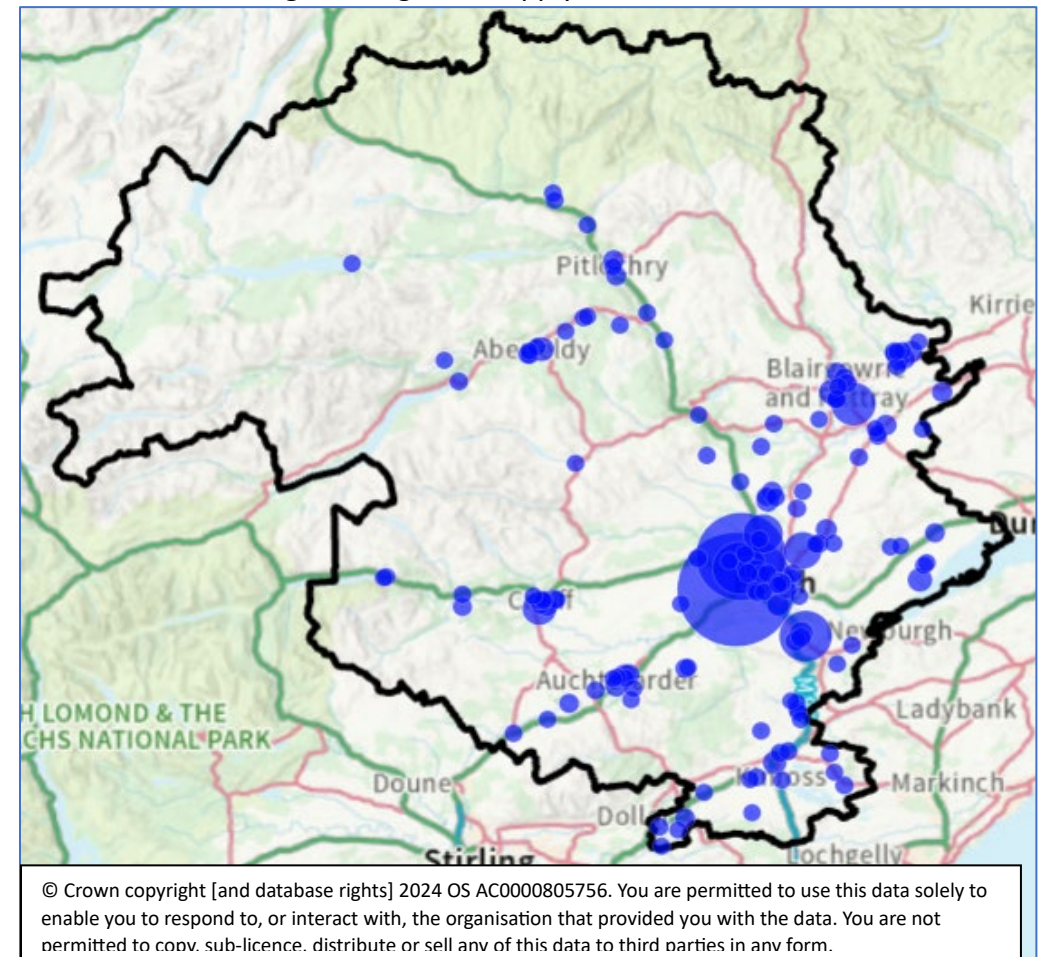 Pitlochry
Kirrie
Aberfeldy
Blairgowrie
and Rattray
Dun
h
Crieff
Newburgh
Auchterarder
M
H LOMOND & THE
CHS NATIONAL PARK
Ladybank
Doune
Kinross
Markinch
Doll
Stirling
Lochgelly
© Crown copyright [and database rights] 2024 OS AC0000805756. You are permitted to use this data solely to
enable you to respond to, or interact with, the organisation that provided you with the data. You are not
permitted to copy, sub-licence, distribute or sell any of this data to third parties in any form.